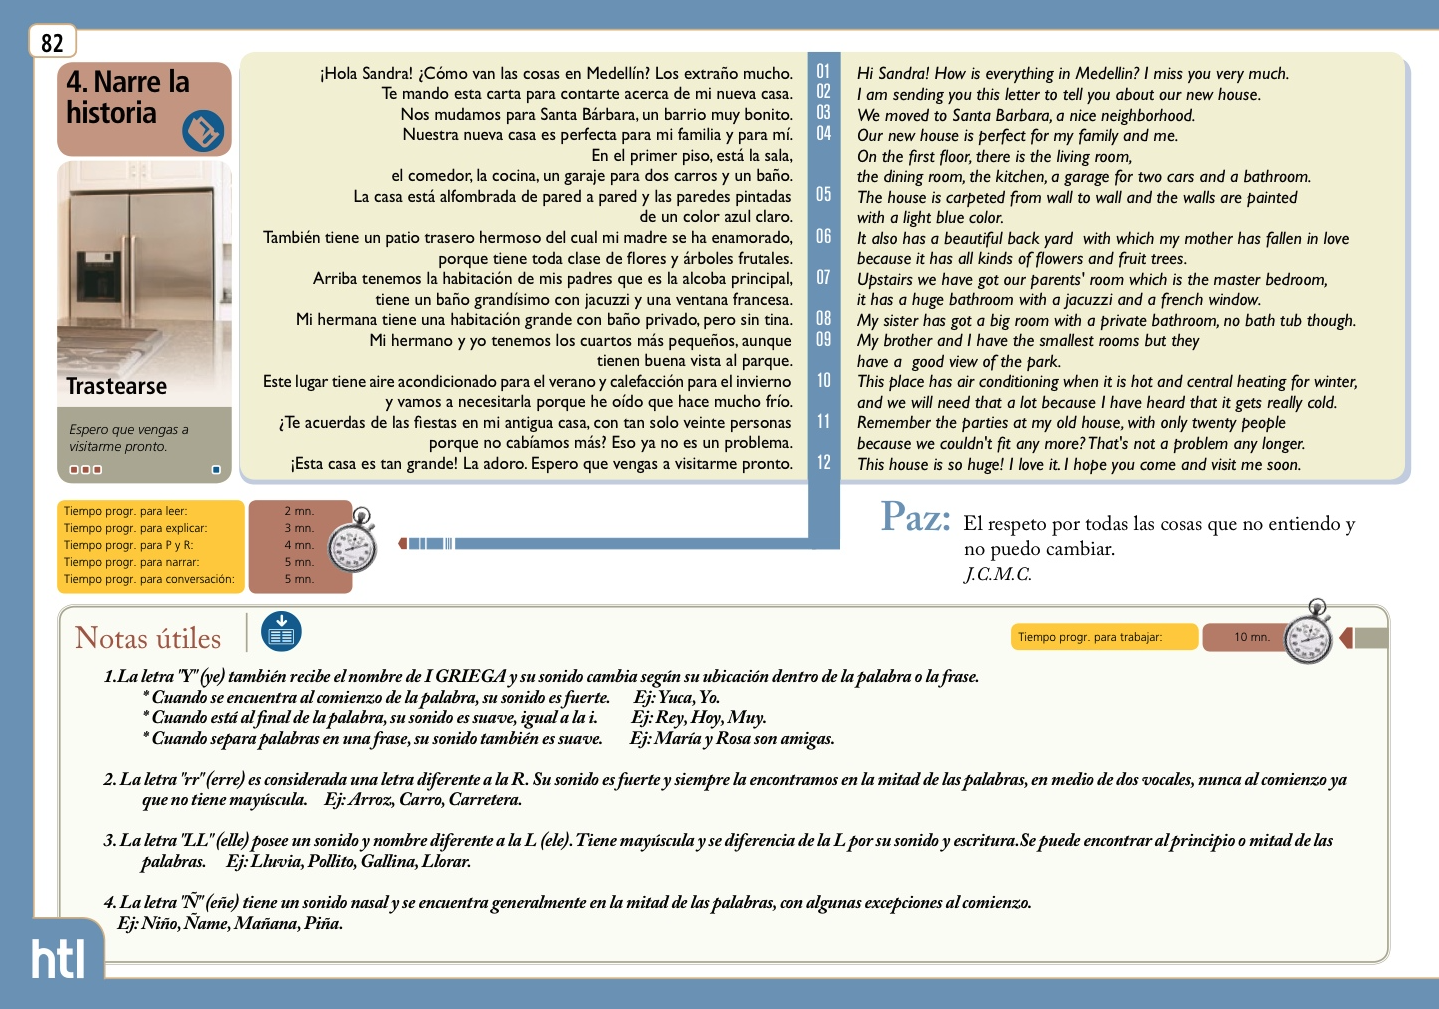 82
4. Narre la
historia
Trastearse
Espero que vengas a
visitarme pronto.
¡Hola Sandra! ¿Cómo van las cosas en Medellín? Los extraño mucho.
Te mando esta carta para contarte acerca de mi nueva casa.
Nos mudamos para Santa Bárbara, un barrio muy bonito.
Nuestra nueva casa es perfecta para mi familia y para mí.
En el primer piso, está la sala,
el comedor, la cocina, un garaje para dos carros y un baño.
La casa está alfombrada de pared a pared y las paredes pintadas
de un color azul claro.
También tiene un patio trasero hermoso del cual mi madre se ha enamorado,
porque tiene toda clase de flores y árboles frutales.
Arriba tenemos la habitación de mis padres que es la alcoba principal,
tiene un baño grandísimo con jacuzzi y una ventana francesa.
Mi hermana tiene una habitación grande con baño privado, pero sin tina.
Mi hermano y yo tenemos los cuartos más pequeños, aunque
tienen buena vista al parque.
Este lugar tiene aire acondicionado para el verano y calefacción para el invierno
y vamos a necesitarla porque he oído que hace mucho frío.
¿Te acuerdas de las fiestas en mi antigua casa, con tan solo veinte personas
porque no cabíamos más? Eso ya no es un problema.
¡Esta casa es tan grande! La adoro. Espero que vengas a visitarme pronto.
01
02
03
04
05
06
07
08
09
10
11
12
Hi Sandra! How is everything in Medellin? I miss you very much.
I am sending you this letter to tell you about our new house.
We moved to Santa Barbara, a nice neighborhood.
Our new house is perfect for my family and me.
On the first floor, there is the living room,
the dining room, the kitchen, a garage for two cars and a bathroom.
The house is carpeted from wall to wall and the walls are painted
with a light blue color.
It also has a beautiful back yard with which my mother has fallen in love
because it has all kinds of flowers and fruit trees.
Upstairs we have got our parents' room which is the master bedroom,
it has a huge bathroom with a jacuzzi and a french window.
My sister has got a big room with a private bathroom, no bath tub though.
My brother and I have the smallest rooms but they
have a good view of the park.
This place has air conditioning when it is hot and central heating for winter,
and we will need that a lot because I have heard that it gets really cold.
Remember the parties at my old house, with only twenty people
because we couldn't fit any more? That's not a problem any longer.
This house is so huge! I love it. I hope you come and visit me soon.
Tiempo progr. para leer: 2 mn.
Tiempo progr. para explicar: 3 mn.
Tiempo progr. para P y R: 4 mn.
Tiempo progr. para narrar: 5 mn.
Tiempo progr. para conversación: 5 mn.
Paz: El respeto por todas las cosas que no entiendo y
no puedo cambiar.
J.C.M.C.
Notas útiles
Tiempo progr. para trabajar: 10 mn.
1.La letra "Y" (ye) también recibe el nombre de I GRIEGA y su sonido cambia según su ubicación dentro de la palabra o la frase.
* Cuando se encuentra al comienzo de la palabra, su sonido es fuerte. Ej: Yuca, Yo.
* Cuando está al final de la palabra, su sonido es suave, igual a la i. Ej: Rey, Hoy, Muy.
* Cuando separa palabras en una frase, su sonido también es suave. Ej: María y Rosa son amigas.
2. La letra "rr" (erre) es considerada una letra diferente a la R. Su sonido es fuerte y siempre la encontramos en la mitad de las palabras, en medio de dos vocales, nunca al comienzo ya
que no tiene mayúscula. Ej: Arroz, Carro, Carretera.
3. La letra "LL" (elle) posee un sonido y nombre diferente a la L (ele). Tiene mayúscula y se diferencia de la L por su sonido y escritura.Se puede encontrar al principio o mitad de las
palabras. Ej: Lluvia, Pollito, Gallina, Llorar.
4. La letra "Ñ" (eñe) tiene un sonido nasal y se encuentra generalmente en la mitad de las palabras, con algunas excepciones al comienzo.
Ej: Niño, Ñame, Mañana, Piña.
htl